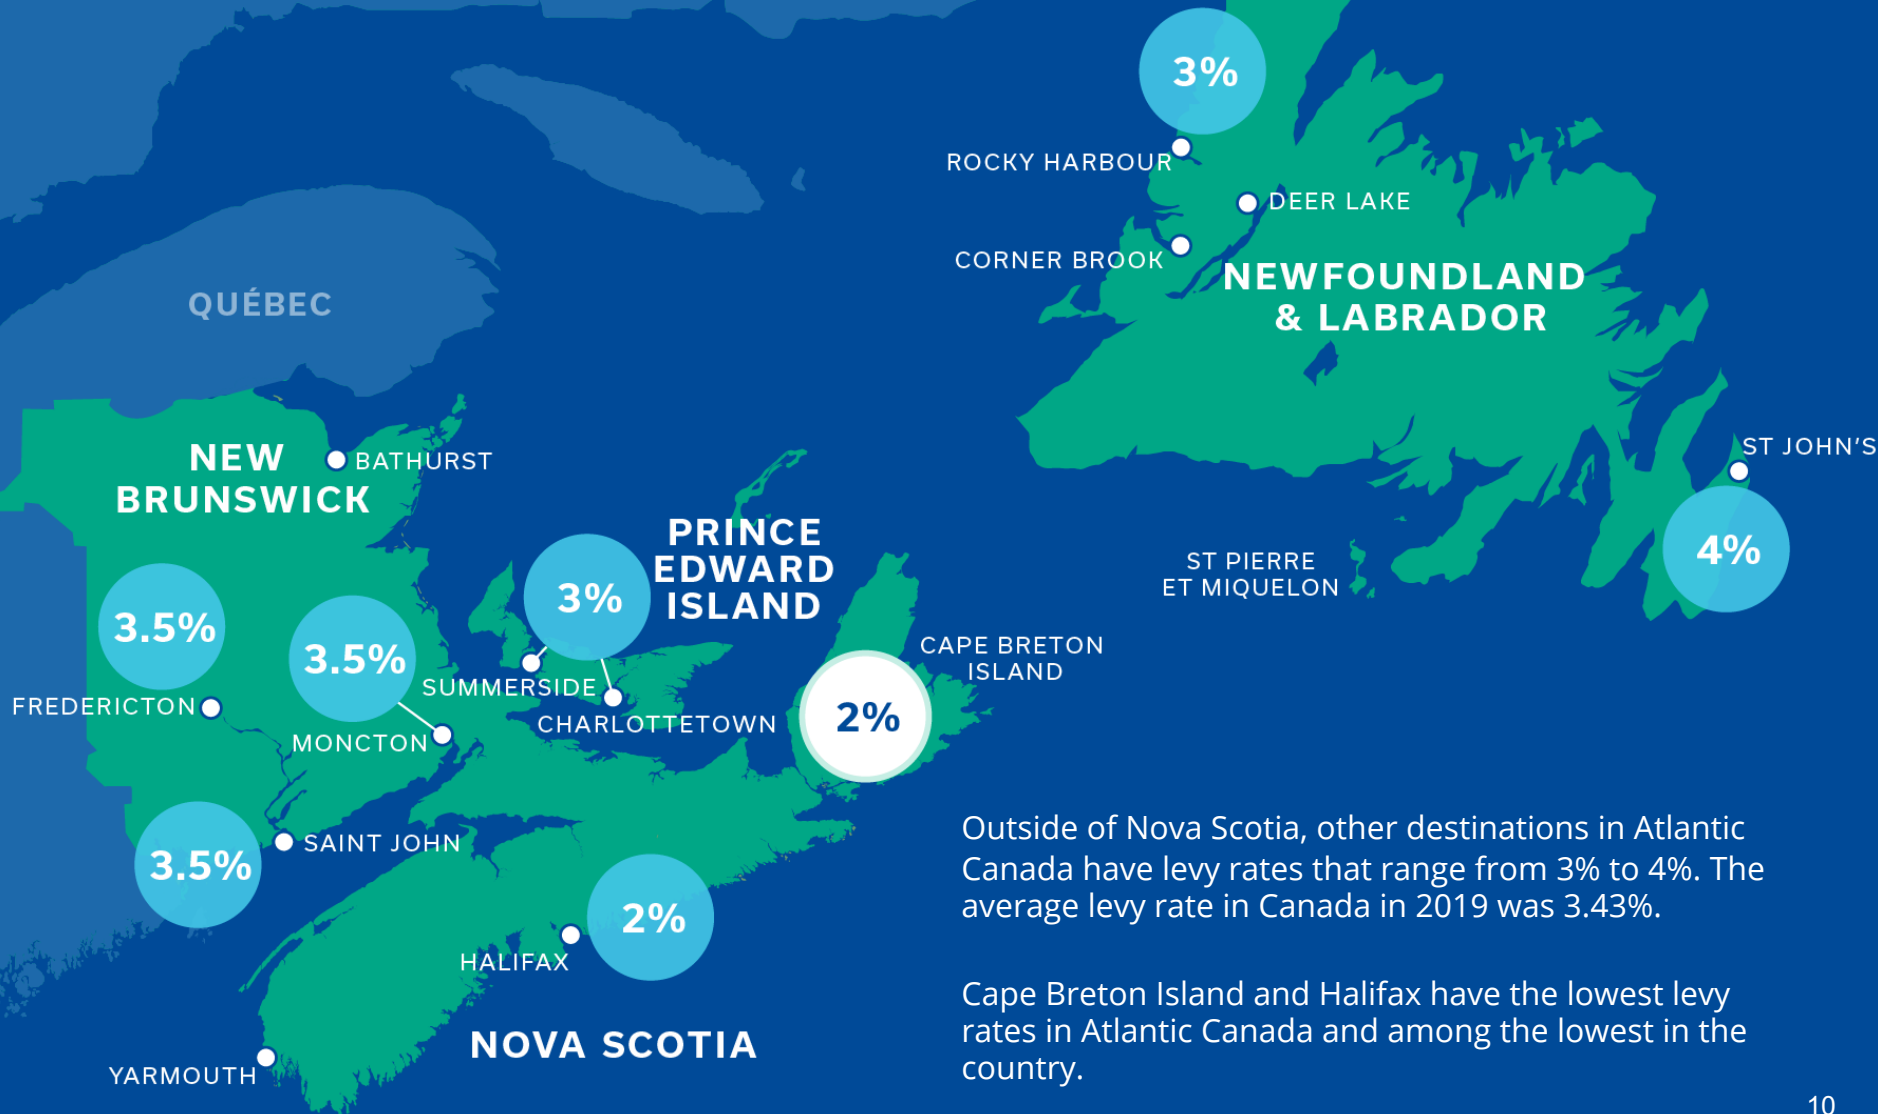 3%
ROCKY HARBOUR
DEER LAKE
CORNER BROOK
NEWFOUNDLAND
& LABRADOR
QUÉBEC
NEW
BRUNSWICK
BATHURST
ST JOHN'S
4%
PRINCE
EDWARD
ISLAND
3%
ST PIERRE
ET MIQUELON
3.5%
3.5%
CAPE BRETON
ISLAND
SUMMERSIDE
FREDERICTON
CHARLOTTETOWN
2%
MONCTON
SAINT JOHN
3.5%
2%
HALIFAX
NOVA SCOTIA
YARMOUTH
Outside of Nova Scotia, other destinations in Atlantic
Canada have levy rates that range from 3% to 4%. The
average levy rate in Canada in 2019 was 3.43%.
Cape Breton Island and Halifax have the lowest levy
rates in Atlantic Canada and among the lowest in the
country.
10